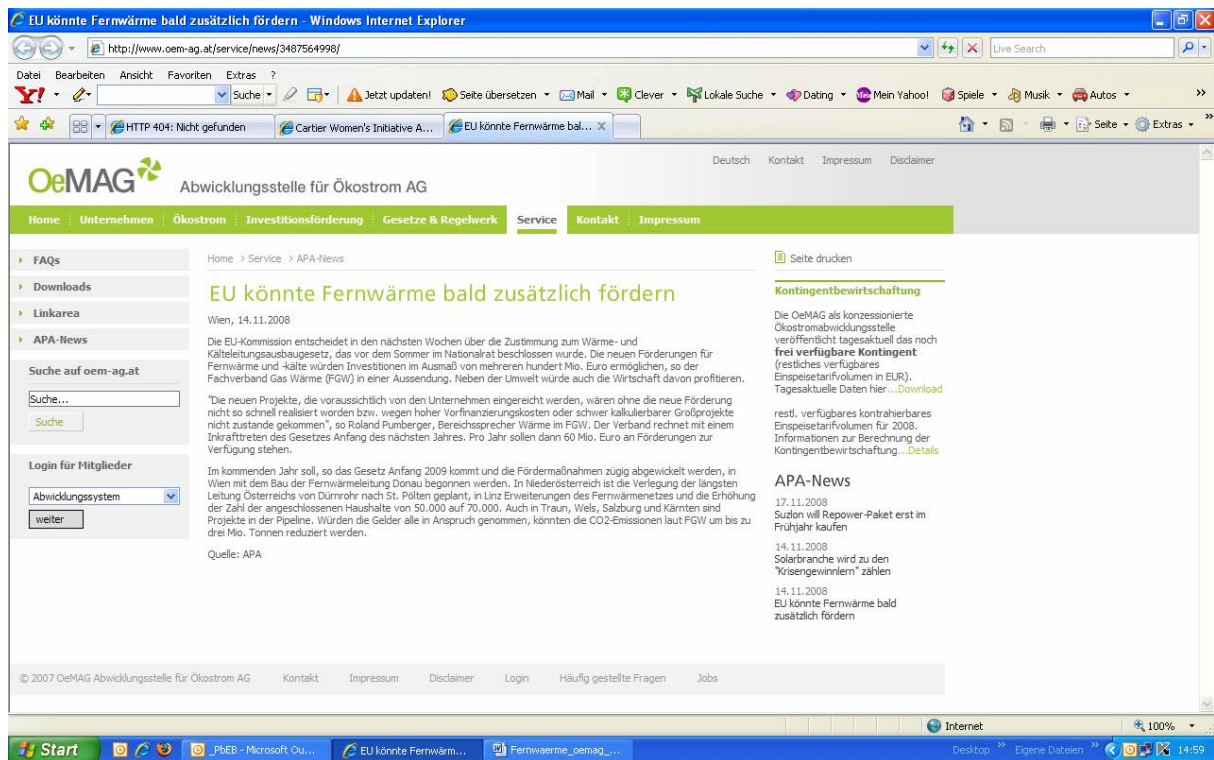 EU könnte Fernwärme bald zusätzlich fördern - Windows Internet Explorer
http://www.oem-ag.at/service/news/3487564998/
Live Search
Datei Bearbeiten Ansicht Favoriten Extras ?
Y! Suche Jetzt updaten! Seite übersetzen Mail Clever Lokale Suche Dating Mein Yahoo! Spiele Musik Autos »
HTTP 404: Nicht gefunden Cartier Women's Initiative A... EU könnte Fernwärme bal... X Seite Extras »
Deutsch Kontakt Impressum Disclaimer
OeMAG Abwicklungsstelle für Ökostrom AG
Home Unternehmen Ökostrom Investitionsförderung Gesetze & Regelwerk Service Kontakt Impressum
FAQs
Downloads
Linkarea
APA-News
Suche auf oem-ag.at
Suche...
Suche
Login für Mitglieder
Abwicklungssystem
weiter
Home > Service > APA-News
EU könnte Fernwärme bald zusätzlich fördern
Wien, 14.11.2008
Die EU-Kommission entscheidet in den nächsten Wochen über die Zustimmung zum Wärme- und
Kälteleitungsausbaugesetz, das vor dem Sommer im Nationalrat beschlossen wurde. Die neuen Förderungen für
Fernwärme und -kälte würden Investitionen im Ausmaß von mehreren hundert Mio. Euro ermöglichen, so der
Fachverband Gas Wärme (FGW) in einer Aussendung. Neben der Umwelt würde auch die Wirtschaft davon profitieren.
"Die neuen Projekte, die voraussichtlich von den Unternehmen eingereicht werden, wären ohne die neue Förderung
nicht so schnell realisiert worden bzw. wegen hoher Vorfinanzierungskosten oder schwer kalkulierbarer Großprojekte
nicht zustande gekommen", so Roland Pumberger, Bereichssprecher Wärme im FGW. Der Verband rechnet mit einem
Inkrafttreten des Gesetzes Anfang des nächsten Jahres. Pro Jahr sollen dann 60 Mio. Euro an Förderungen zur
Verfügung stehen.
Im kommenden Jahr soll, so das Gesetz Anfang 2009 kommt und die Fördermaßnahmen zügig abgewickelt werden, in
Wien mit dem Bau der Fernwärmeleitung Donau begonnen werden. In Niederösterreich ist die Verlegung der längsten
Leitung Österreichs von Dürnrohr nach St. Pölten geplant, in Linz Erweiterungen des Fernwärmenetzes und die Erhöhung
der Zahl der angeschlossenen Haushalte von 50.000 auf 70.000. Auch in Traun, Wels, Salzburg und Kärnten sind
Projekte in der Pipeline. Würden die Gelder alle in Anspruch genommen, könnten die CO2-Emissionen laut FGW um bis zu
drei Mio. Tonnen reduziert werden.
Quelle: APA
Seite drucken
Kontingentbewirtschaftung
Die OeMAG als konzessionierte
Ökostromabwicklungsstelle
veröffentlicht tagesaktuell das noch
frei verfügbare Kontingent
(restliches verfügbares
Einspeisetarifvolumen in EUR).
Tagesaktuelle Daten hier...Download
restl. verfügbares kontrahierbares
Einspeisetarifvolumen für 2008.
Informationen zur Berechnung der
Kontingentbewirtschaftung...Details
APA-News
17.11.2008
Suzlon will Repower-Paket erst im
Frühjahr kaufen
14.11.2008
Solarbranche wird zu den
"Krisengewinnlern" zählen
14.11.2008
EU könnte Fernwärme bald
zusätzlich fördern
© 2007 OeMAG Abwicklungsstelle für Ökostrom AG Kontakt Impressum Disclaimer Login Häufig gestellte Fragen Jobs
Internet 100%
Start _PbEB - Microsoft Ou... EU könnte Fernwärm... Fernwaerme_oemag_... Desktop » Eigene Dateien » 14:59